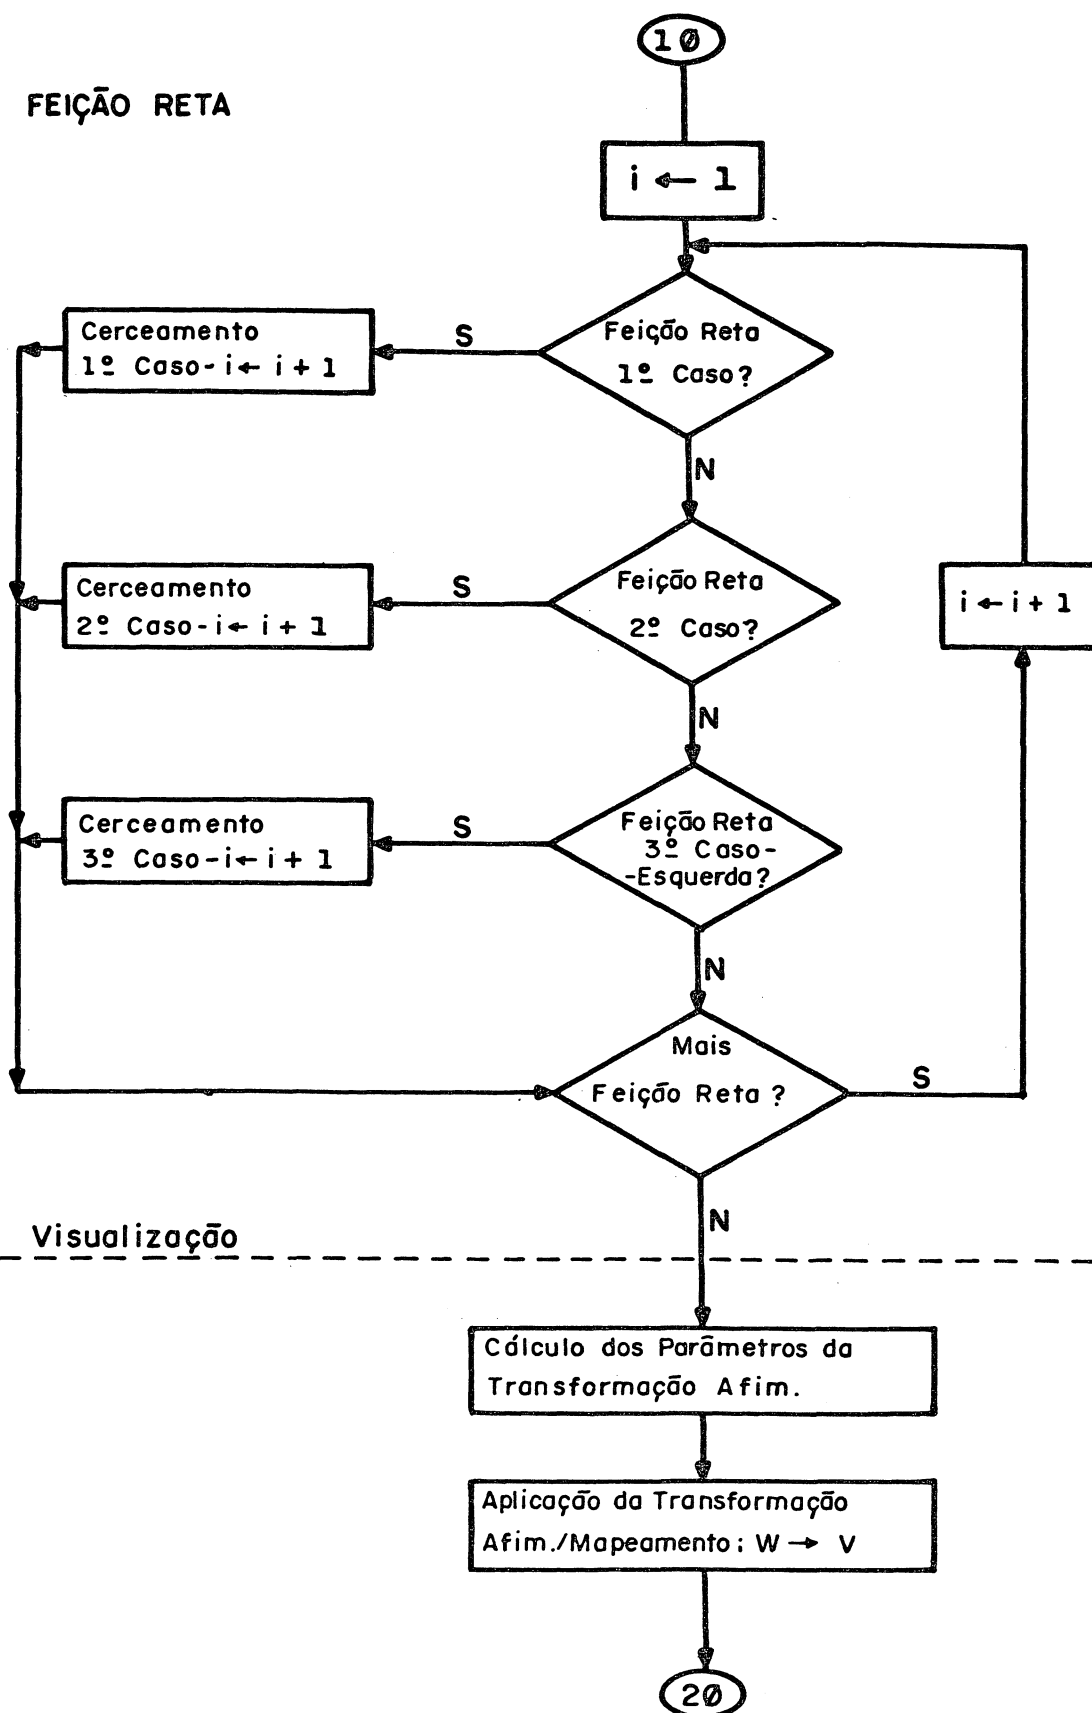 10
FEIÇÃO RETA
i ← 1
Feição Reta
1º Caso?
S
Cerceamento
1º Caso-i← i + 1
N
Feição Reta
2º Caso?
S
Cerceamento
2º Caso-i← i + 1
i ← i + 1
N
Feição Reta
3º Caso-
-Esquerda?
S
Cerceamento
3º Caso-i← i + 1
N
Mais
Feição Reta ?
S
N
Visualização
Cálculo dos Parâmetros da
Transformação Afim.
Aplicação da Transformação
Afim./Mapeamento: W → V
20